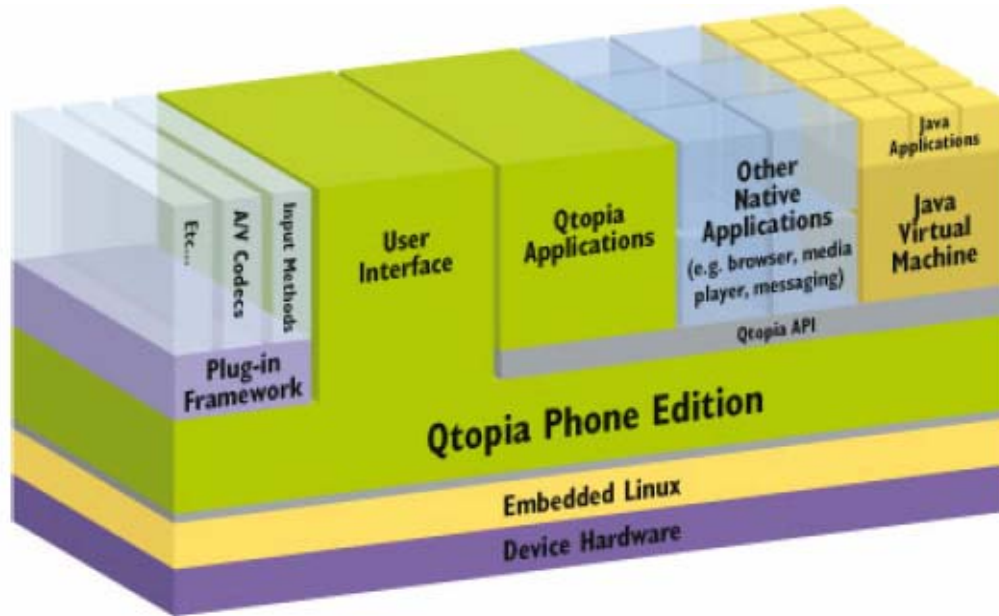 Etc...
A/V Codecs
Input Methods
Plug-in
Framework
User
Interface
Qtopia
Applications
Other
Native
Applications
(e.g. browser, media
player, messaging)
Java
Applications
Java
Virtual
Machine
Qtopia API
Qtopia Phone Edition
Embedded Linux
Device Hardware